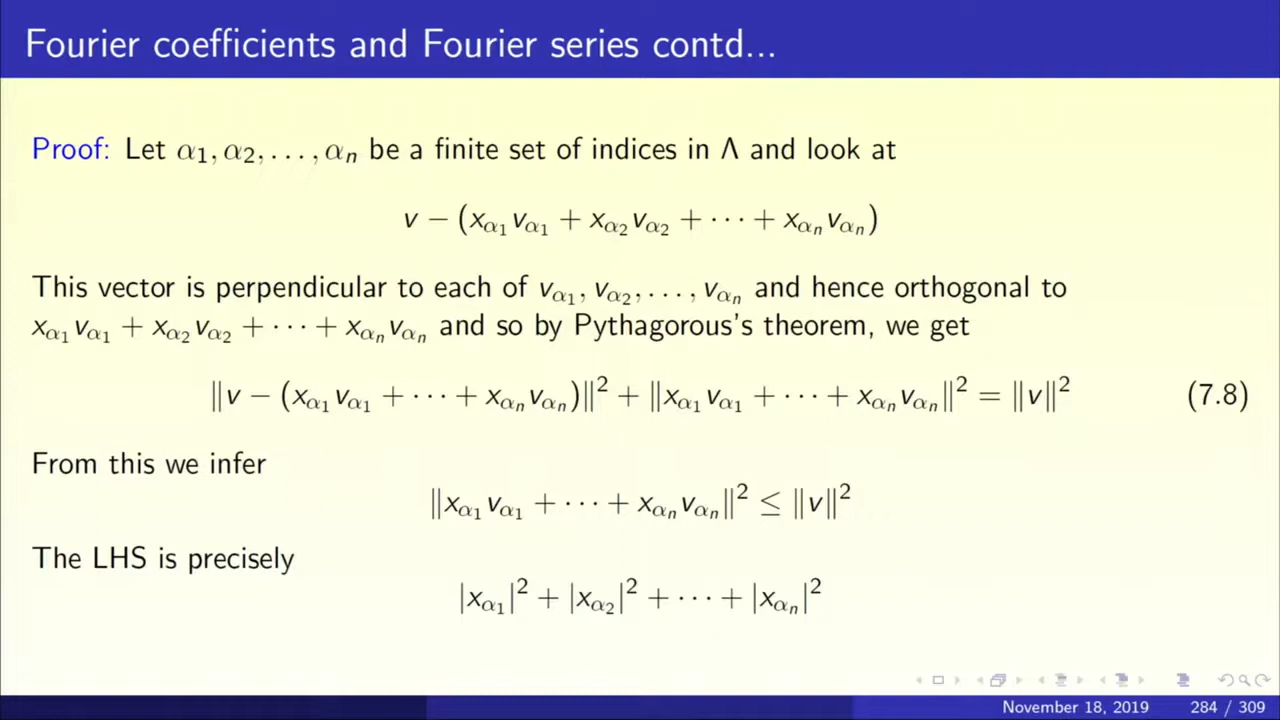 Fourier coefficients and Fourier series contd...
Proof: Let α₁, α₂, . . . , αₙ be a finite set of indices in Λ and look at
v − (x_{α₁}v_{α₁} + x_{α₂}v_{α₂} + · · · + x_{αₙ}v_{αₙ})
This vector is perpendicular to each of v_{α₁}, v_{α₂}, . . . , v_{αₙ} and hence orthogonal to
x_{α₁}v_{α₁} + x_{α₂}v_{α₂} + · · · + x_{αₙ}v_{αₙ} and so by Pythagorous's theorem, we get
‖v − (x_{α₁}v_{α₁} + · · · + x_{αₙ}v_{αₙ})‖² + ‖x_{α₁}v_{α₁} + · · · + x_{αₙ}v_{αₙ}‖² = ‖v‖² (7.8)
From this we infer
‖x_{α₁}v_{α₁} + · · · + x_{αₙ}v_{αₙ}‖² ≤ ‖v‖²
The LHS is precisely
|x_{α₁}|² + |x_{α₂}|² + · · · + |x_{αₙ}|²
November 18, 2019 284 / 309